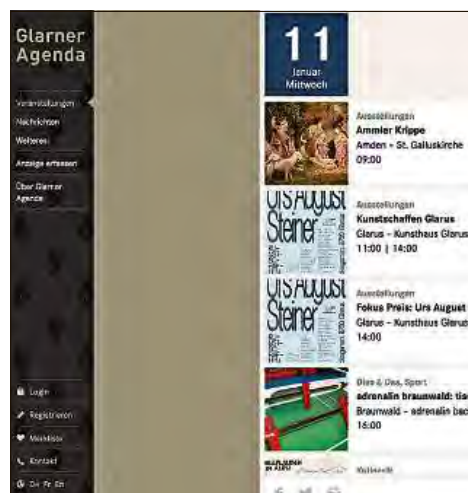 Glarner
Agenda
Veranstaltungen
Nachrichten
Weiteres
Anzeige erfassen
Über Glarner
Agenda
Login
Registrieren
Merkliste
Kontakt
De Fr En
11
Januar
Mittwoch
Ausstellungen
Ammler Krippe
Amden - St. Galluskirche
09:00
Ausstellungen
Kunstschaffen Glarus
Glarus - Kunsthaus Glarus
11:00 | 14:00
Urs August
Steiner
Ausstellungen
Fokus Preis: Urs August
Glarus - Kunsthaus Glarus
14:00
Urs August
Steiner
Dies & Das, Sport
adrenalin braunwald: tis
Braunwald - adrenalin bac
16:00